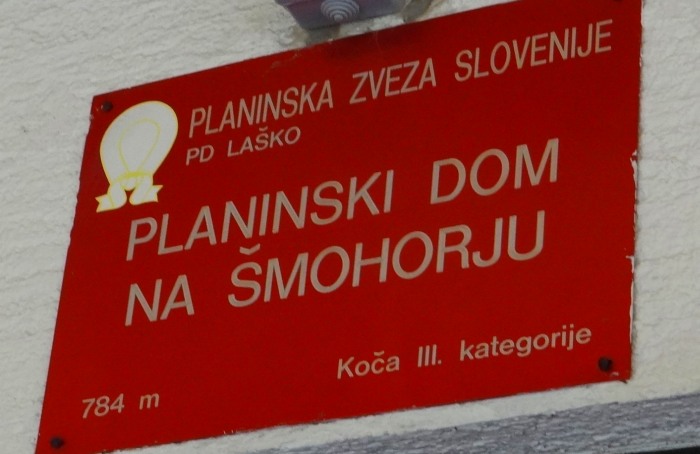 PLANINSKA ZVEZA SLOVENIJE
PD LAŠKO
PLANINSKI DOM
NA ŠMOHORJU
Koča III. kategorije
784 m